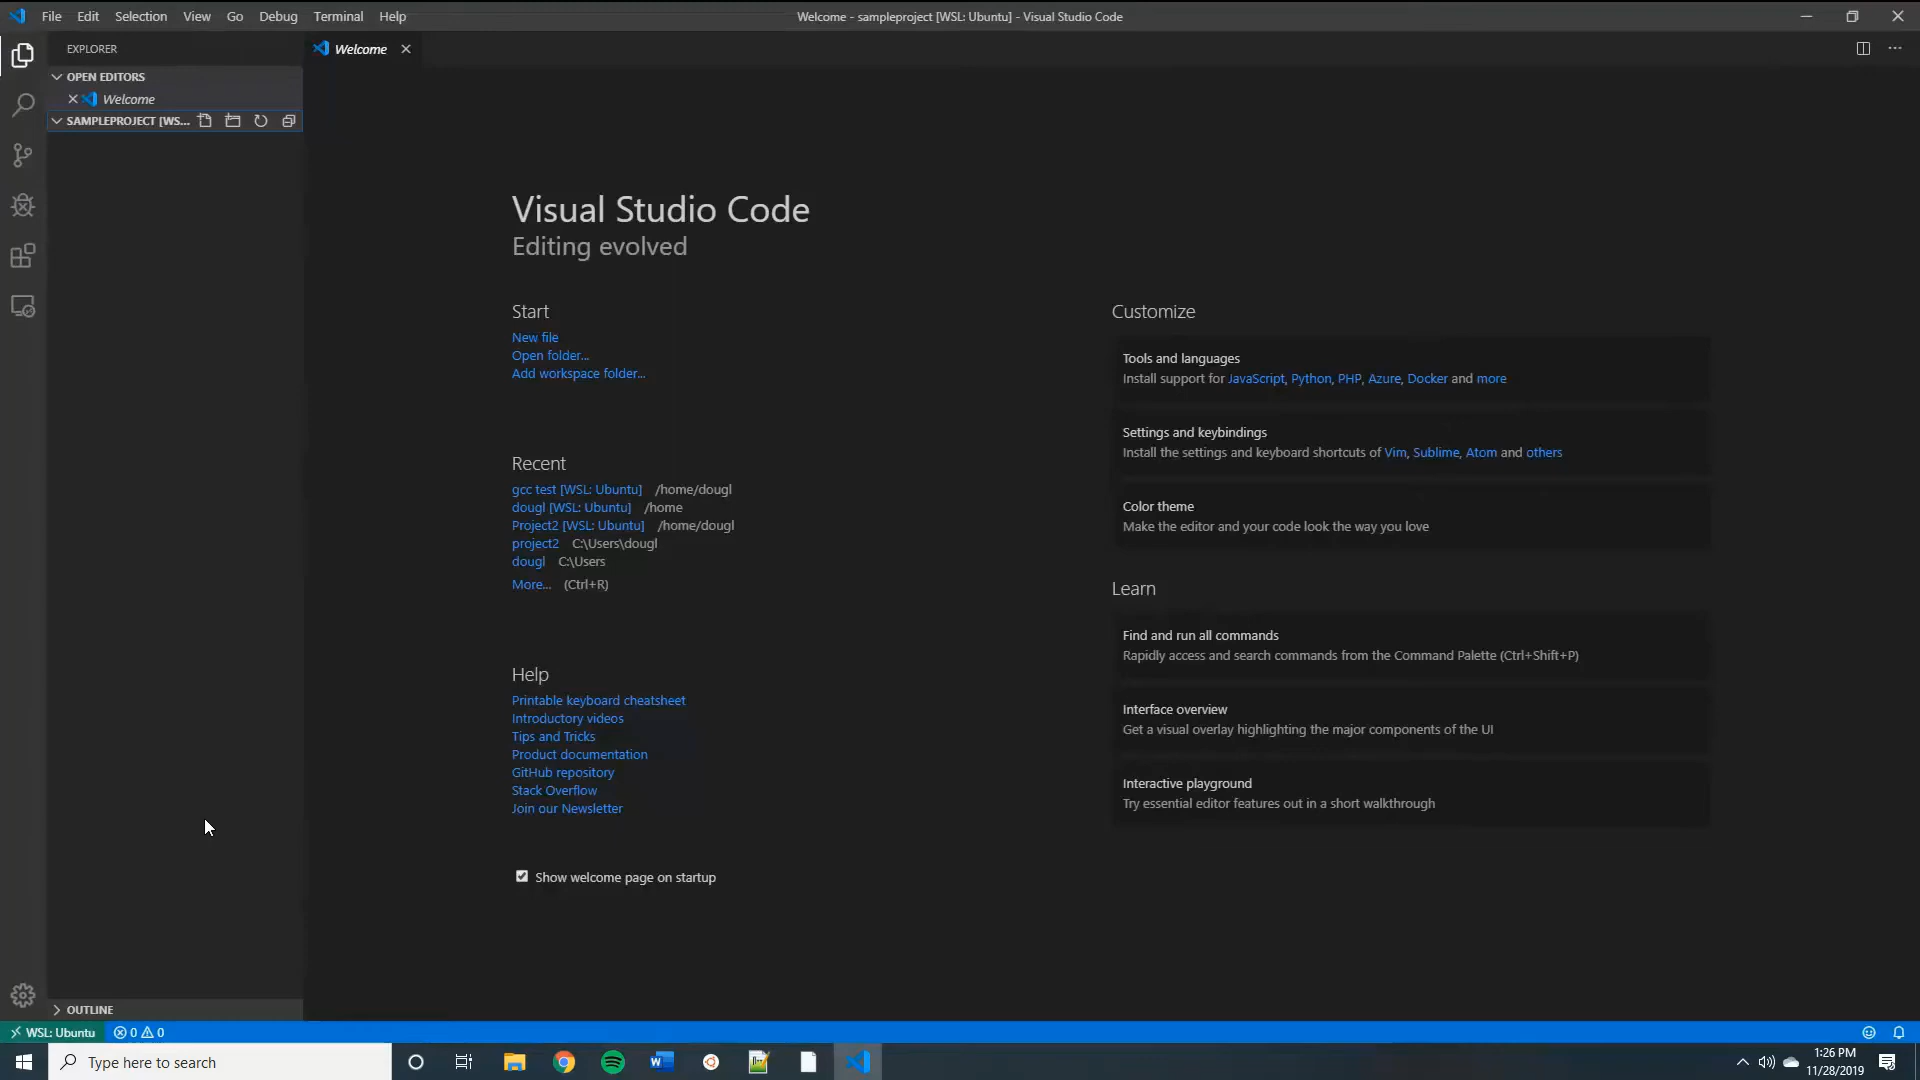 File Edit Selection View Go Debug Terminal Help
Welcome - sampleproject [WSL: Ubuntu] - Visual Studio Code
EXPLORER
Welcome
OPEN EDITORS
Welcome
SAMPLEPROJECT [WS...
Visual Studio Code
Editing evolved
Start
New file
Open folder...
Add workspace folder...
Recent
gcc test [WSL: Ubuntu] /home/dougl
dougl [WSL: Ubuntu] /home
Project2 [WSL: Ubuntu] /home/dougl
project2 C:\Users\dougl
dougl C:\Users
More... (Ctrl+R)
Help
Printable keyboard cheatsheet
Introductory videos
Tips and Tricks
Product documentation
GitHub repository
Stack Overflow
Join our Newsletter
Show welcome page on startup
Customize
Tools and languages
Install support for JavaScript, Python, PHP, Azure, Docker and more
Settings and keybindings
Install the settings and keyboard shortcuts of Vim, Sublime, Atom and others
Color theme
Make the editor and your code look the way you love
Learn
Find and run all commands
Rapidly access and search commands from the Command Palette (Ctrl+Shift+P)
Interface overview
Get a visual overlay highlighting the major components of the UI
Interactive playground
Try essential editor features out in a short walkthrough
OUTLINE
WSL: Ubuntu 0 0
Type here to search
1:26 PM
11/28/2019